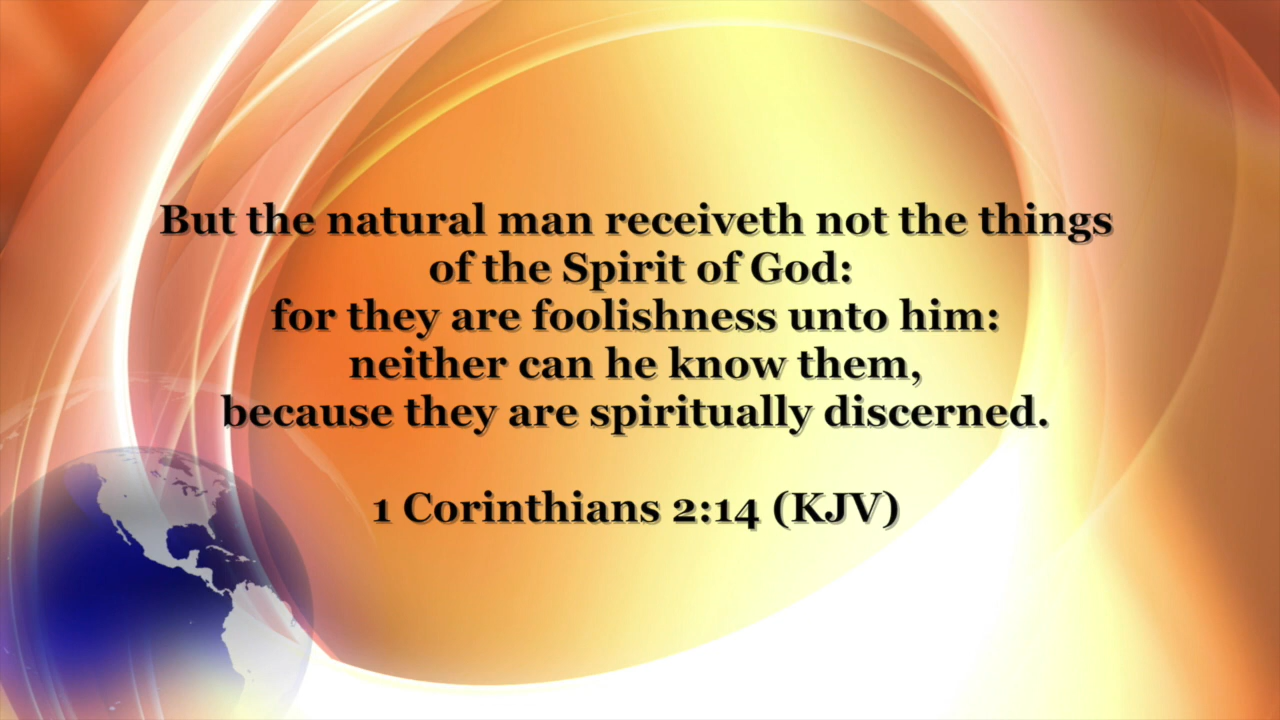 But the natural man receiveth not the things
of the Spirit of God:
for they are foolishness unto him:
neither can he know them,
because they are spiritually discerned.
1 Corinthians 2:14 (KJV)